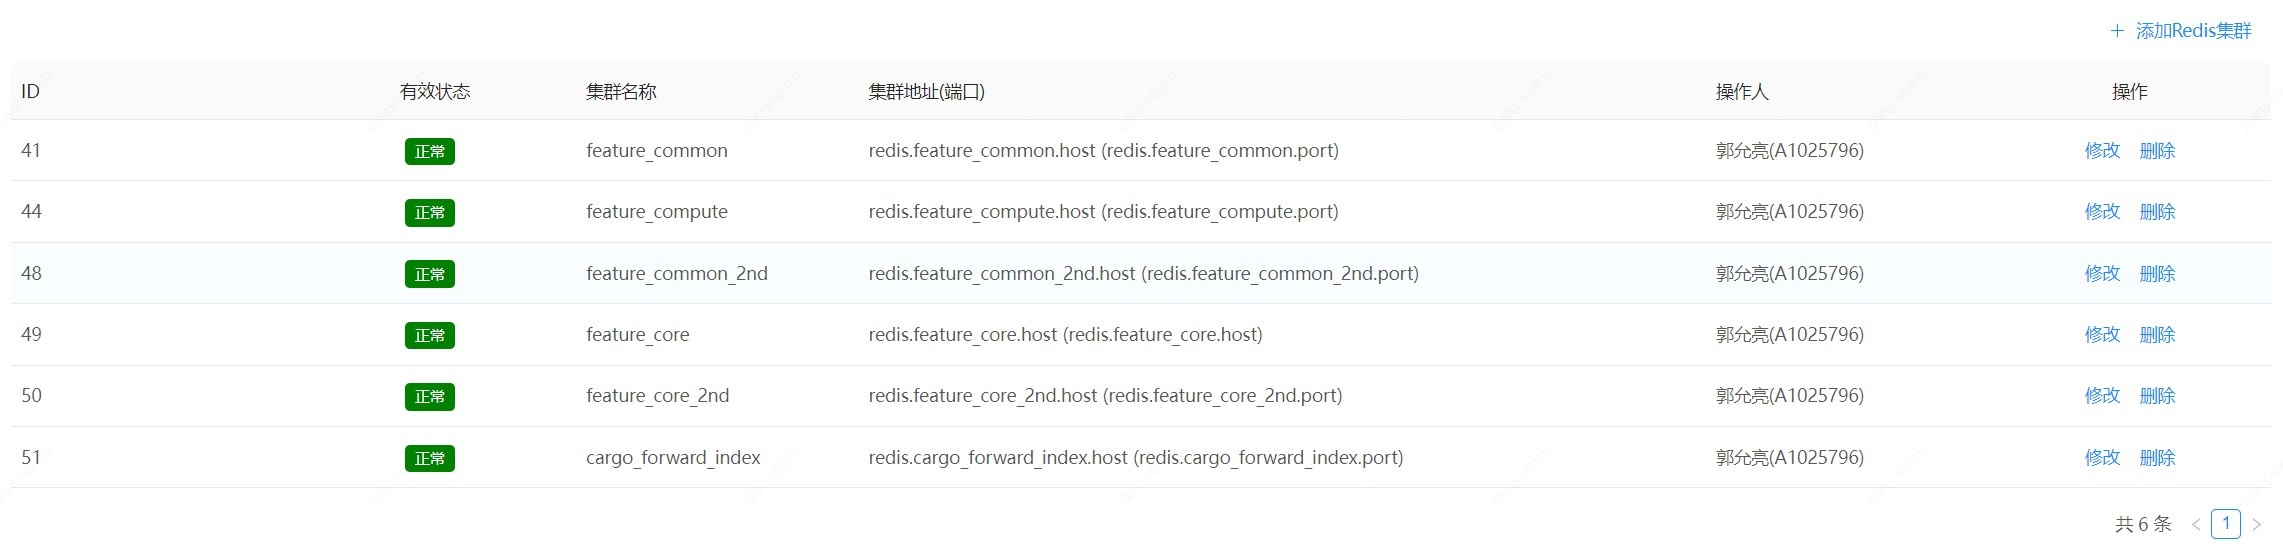 + 添加Redis集群
ID 有效状态 集群名称 集群地址(端口) 操作人 操作
41 正常 feature_common redis.feature_common.host (redis.feature_common.port) 郭允亮(A1025796) 修改 删除
44 正常 feature_compute redis.feature_compute.host (redis.feature_compute.port) 郭允亮(A1025796) 修改 删除
48 正常 feature_common_2nd redis.feature_common_2nd.host (redis.feature_common_2nd.port) 郭允亮(A1025796) 修改 删除
49 正常 feature_core redis.feature_core.host (redis.feature_core.host) 郭允亮(A1025796) 修改 删除
50 正常 feature_core_2nd redis.feature_core_2nd.host (redis.feature_core_2nd.port) 郭允亮(A1025796) 修改 删除
51 正常 cargo_forward_index redis.cargo_forward_index.host (redis.cargo_forward_index.port) 郭允亮(A1025796) 修改 删除
共 6 条 < 1 >